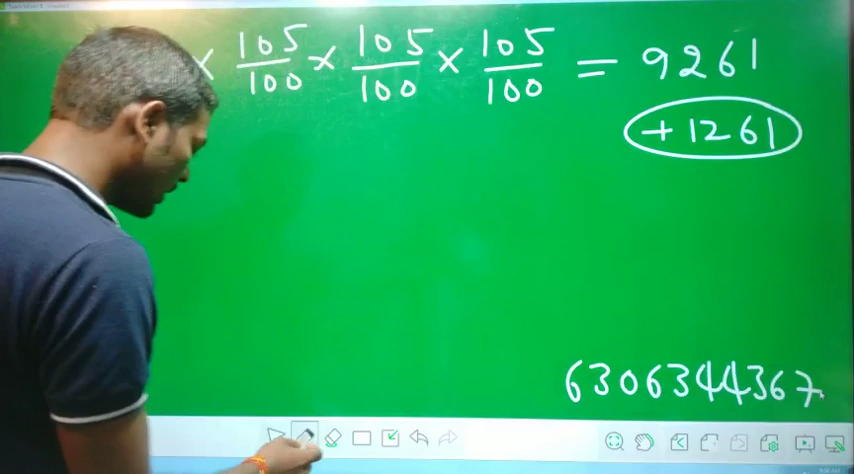 × 105/100 × 105/100 × 105/100 = 9261
+1261
6306344367